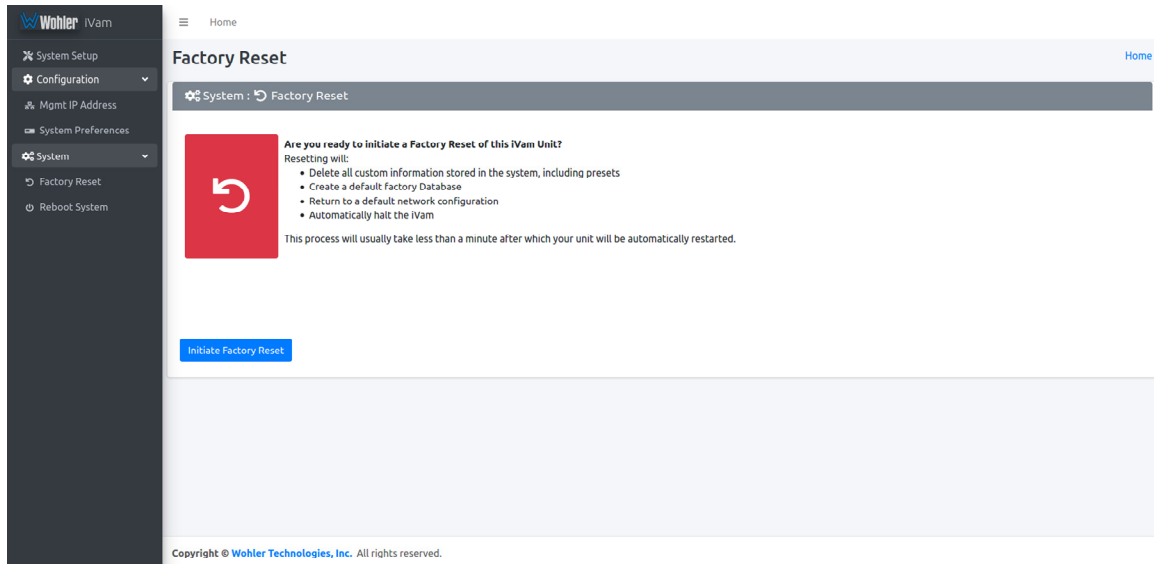 Wohler iVam
Home
System Setup
Configuration
Mgmt IP Address
System Preferences
System
Factory Reset
Reboot System
Factory Reset
Home
System : Factory Reset
Are you ready to initiate a Factory Reset of this iVam Unit?
Resetting will:
• Delete all custom information stored in the system, including presets
• Create a default factory Database
• Return to a default network configuration
• Automatically halt the iVam
This process will usually take less than a minute after which your unit will be automatically restarted.
Initiate Factory Reset
Copyright © Wohler Technologies, Inc. All rights reserved.